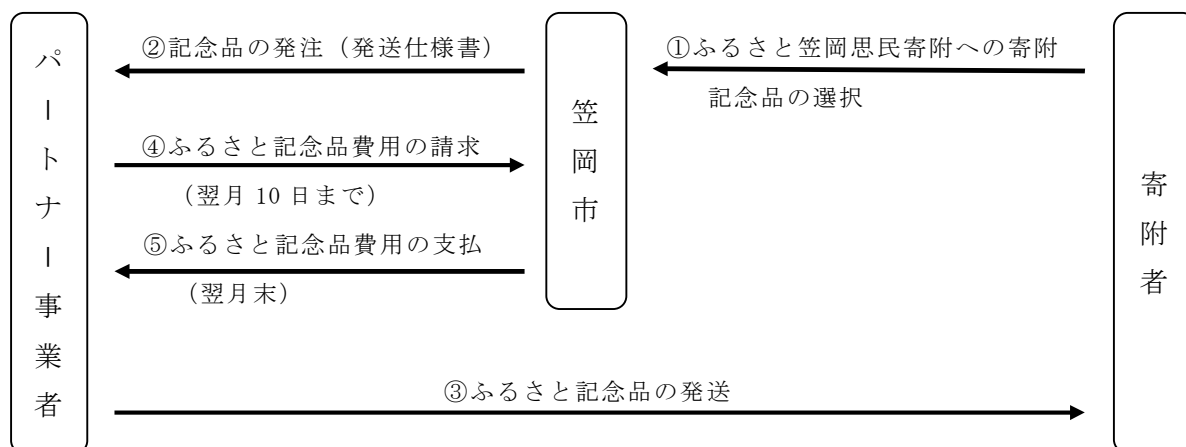 パートナー事業者
②記念品の発注（発送仕様書）
①ふるさと笠岡思民寄附への寄附
記念品の選択
笠岡市
④ふるさと記念品費用の請求
（翌月 10 日まで）
⑤ふるさと記念品費用の支払
（翌月末）
寄附者
③ふるさと記念品の発送